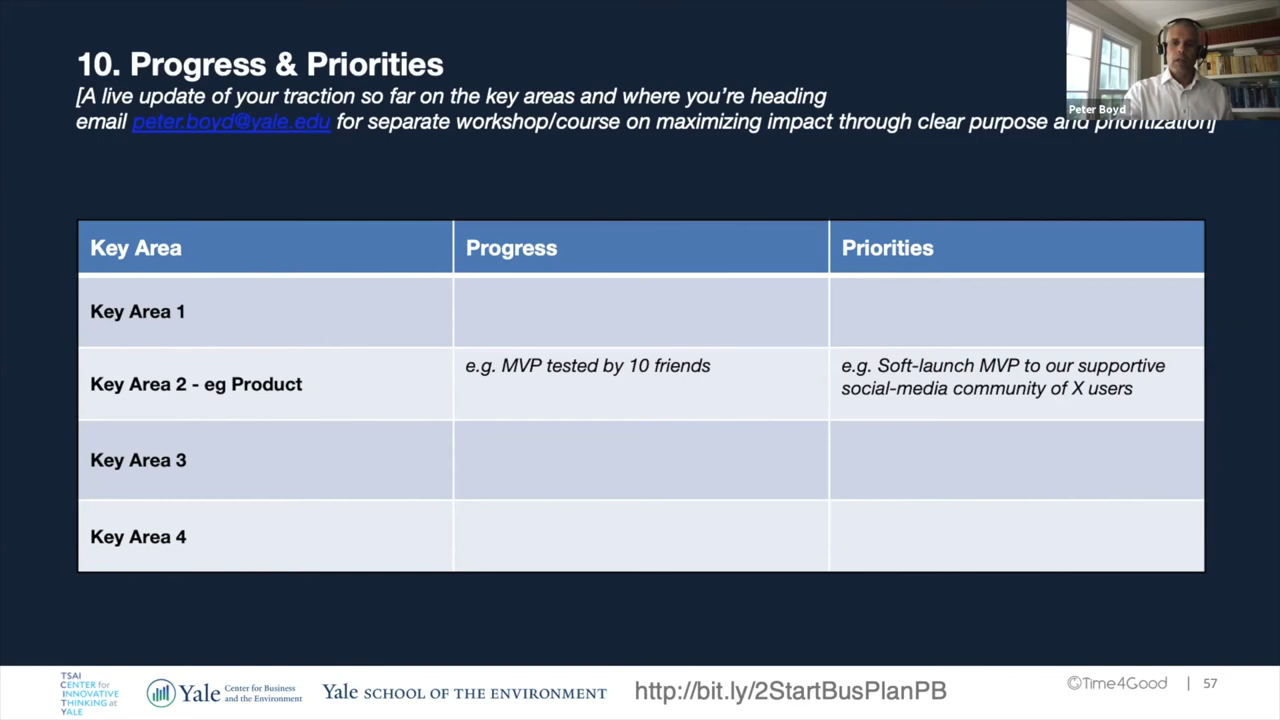 10. Progress & Priorities
[A live update of your traction so far on the key areas and where you're heading
email peter.boyd@yale.edu for separate workshop/course on maximizing impact through clear purpose and prioritization]
Peter Boyd
Key Area Progress Priorities
Key Area 1
Key Area 2 - eg Product
e.g. MVP tested by 10 friends
e.g. Soft-launch MVP to our supportive
social-media community of X users
Key Area 3
Key Area 4
TSAI
CENTER for
INNOVATIVE
THINKING at
YALE
Yale Center for Business
and the Environment
Yale SCHOOL OF THE ENVIRONMENT
http://bit.ly/2StartBusPlanPB
©Time4Good | 57